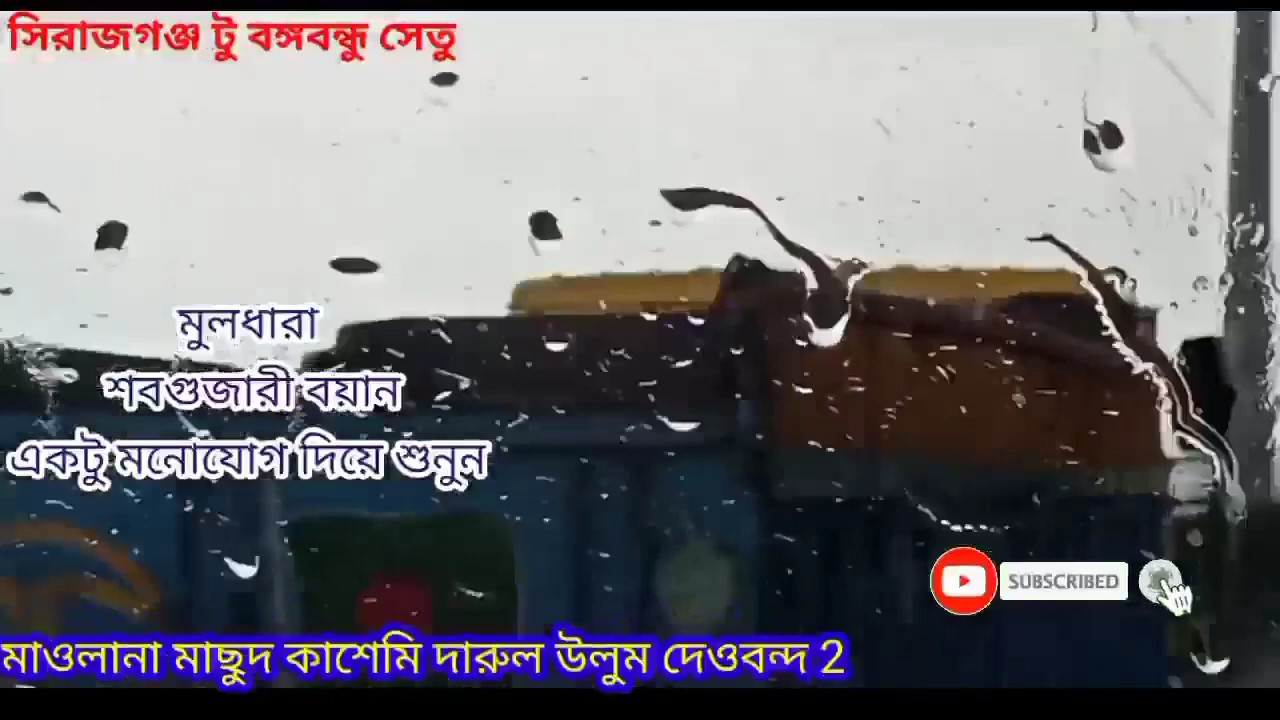 সিরাজগঞ্জ টু বঙ্গবন্ধু সেতু
মুলধারা
শবগুজারী বয়ান
একটু মনোযোগ দিয়ে শুনুন
SUBSCRIBED
মাওলানা মাছুদ কাশেমি দারুল উলুম দেওবন্দ 2